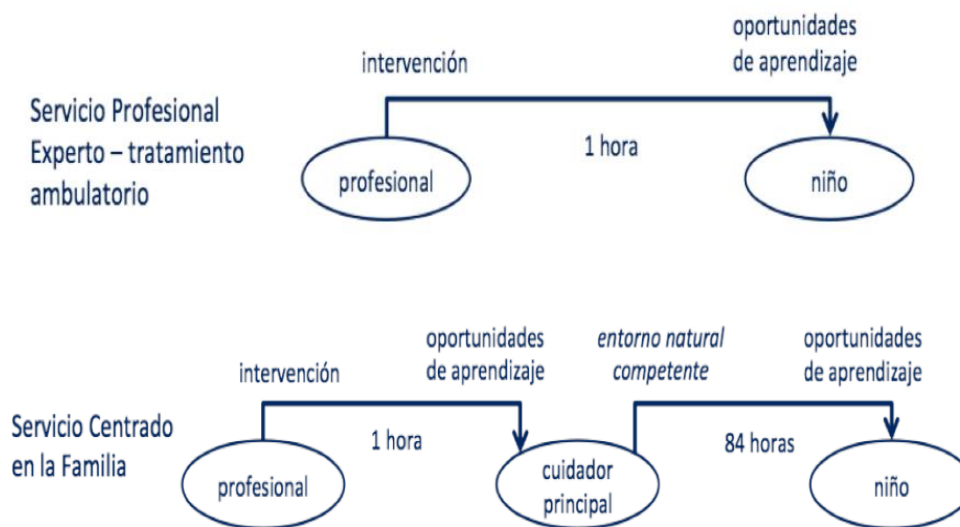 intervención
oportunidades
de aprendizaje
Servicio Profesional
Experto – tratamiento
ambulatorio
1 hora
profesional
niño
intervención
oportunidades
de aprendizaje
entorno natural
competente
oportunidades
de aprendizaje
Servicio Centrado
en la Familia
1 hora
84 horas
profesional
cuidador
principal
niño